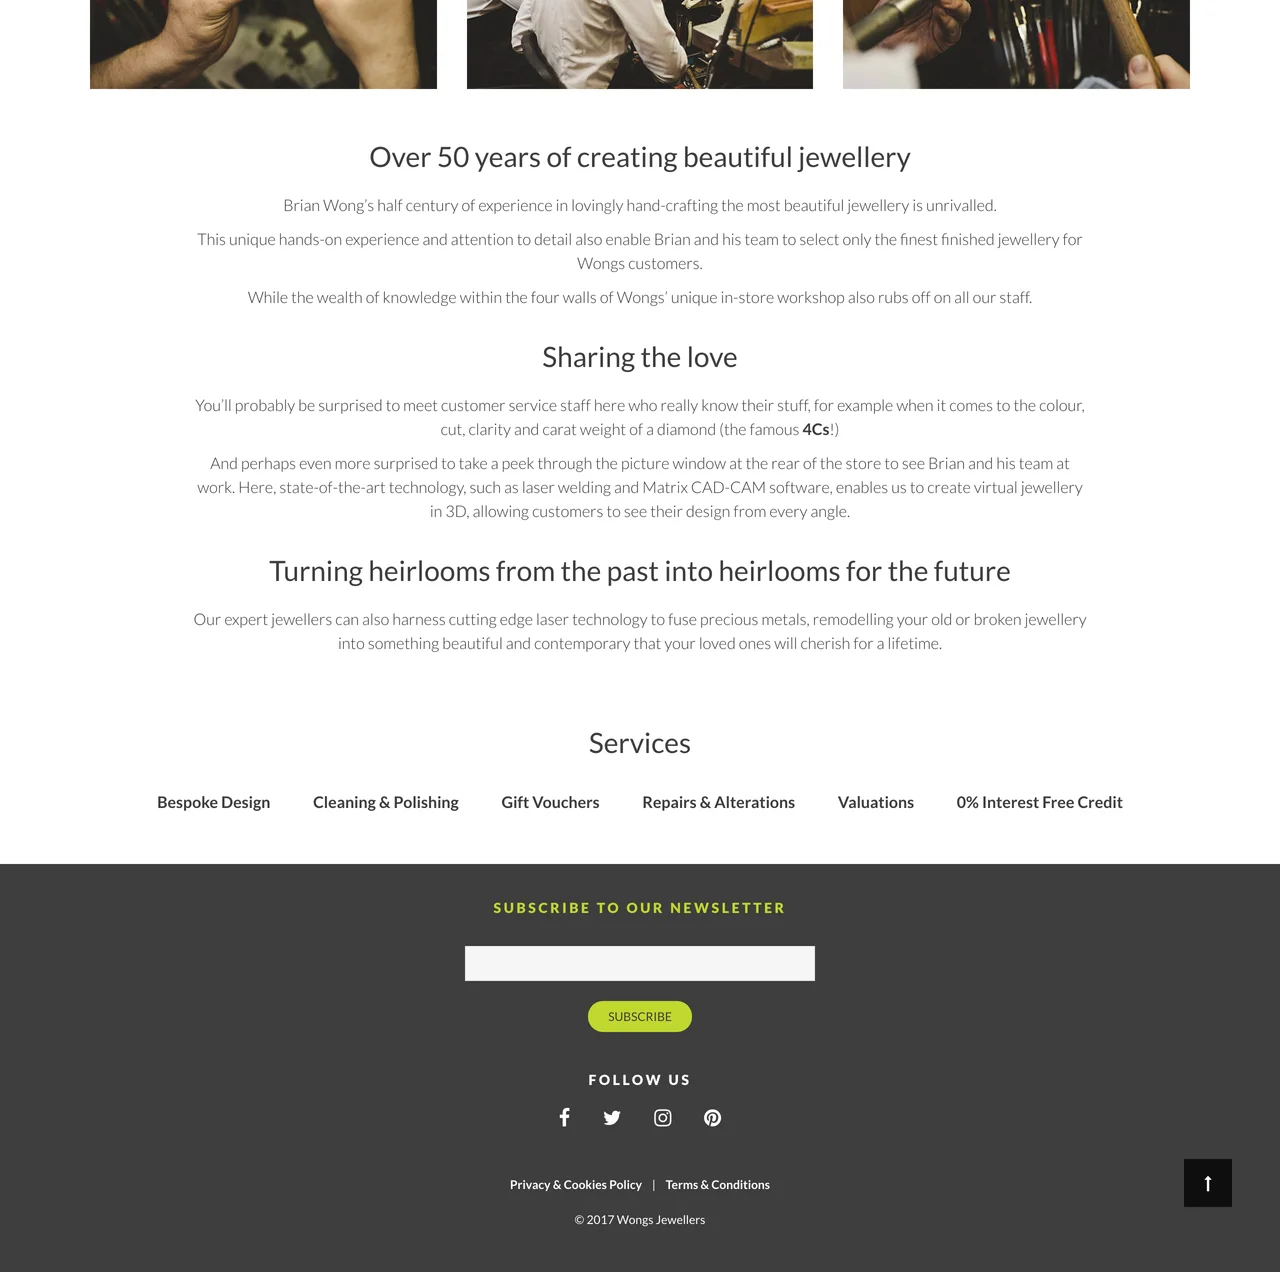 Over 50 years of creating beautiful jewellery
Brian Wong’s half century of experience in lovingly hand-crafting the most beautiful jewellery is unrivalled.
This unique hands-on experience and attention to detail also enable Brian and his team to select only the finest finished jewellery for
Wongs customers.
While the wealth of knowledge within the four walls of Wongs’ unique in-store workshop also rubs off on all our staff.
Sharing the love
You’ll probably be surprised to meet customer service staff here who really know their stuff, for example when it comes to the colour,
cut, clarity and carat weight of a diamond (the famous 4Cs!)
And perhaps even more surprised to take a peek through the picture window at the rear of the store to see Brian and his team at
work. Here, state-of-the-art technology, such as laser welding and Matrix CAD-CAM software, enables us to create virtual jewellery
in 3D, allowing customers to see their design from every angle.
Turning heirlooms from the past into heirlooms for the future
Our expert jewellers can also harness cutting edge laser technology to fuse precious metals, remodelling your old or broken jewellery
into something beautiful and contemporary that your loved ones will cherish for a lifetime.
Services
Bespoke Design Cleaning & Polishing Gift Vouchers Repairs & Alterations Valuations 0% Interest Free Credit
SUBSCRIBE TO OUR NEWSLETTER
SUBSCRIBE
FOLLOW US
Privacy & Cookies Policy | Terms & Conditions
© 2017 Wongs Jewellers